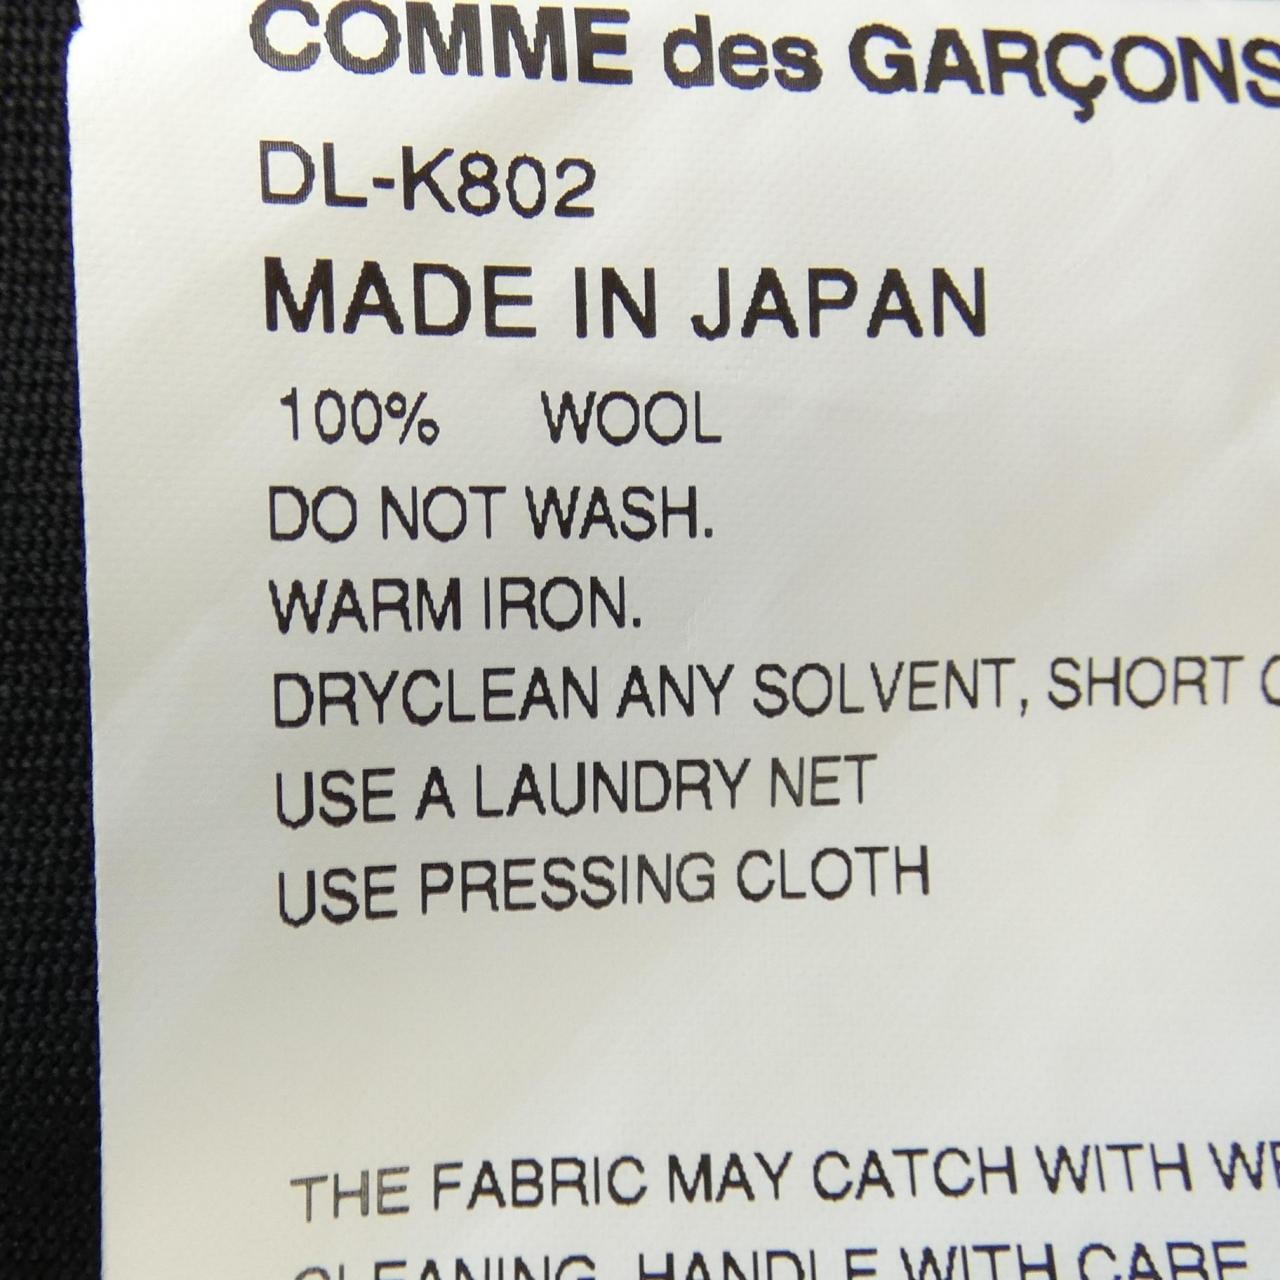 COMME des GARÇONS
DL-K802
MADE IN JAPAN
100% WOOL
DO NOT WASH.
WARM IRON.
DRYCLEAN ANY SOLVENT, SHORT
USE A LAUNDRY NET
USE PRESSING CLOTH
THE FABRIC MAY CATCH WITH
CLEANING. HANDLE WITH CARE